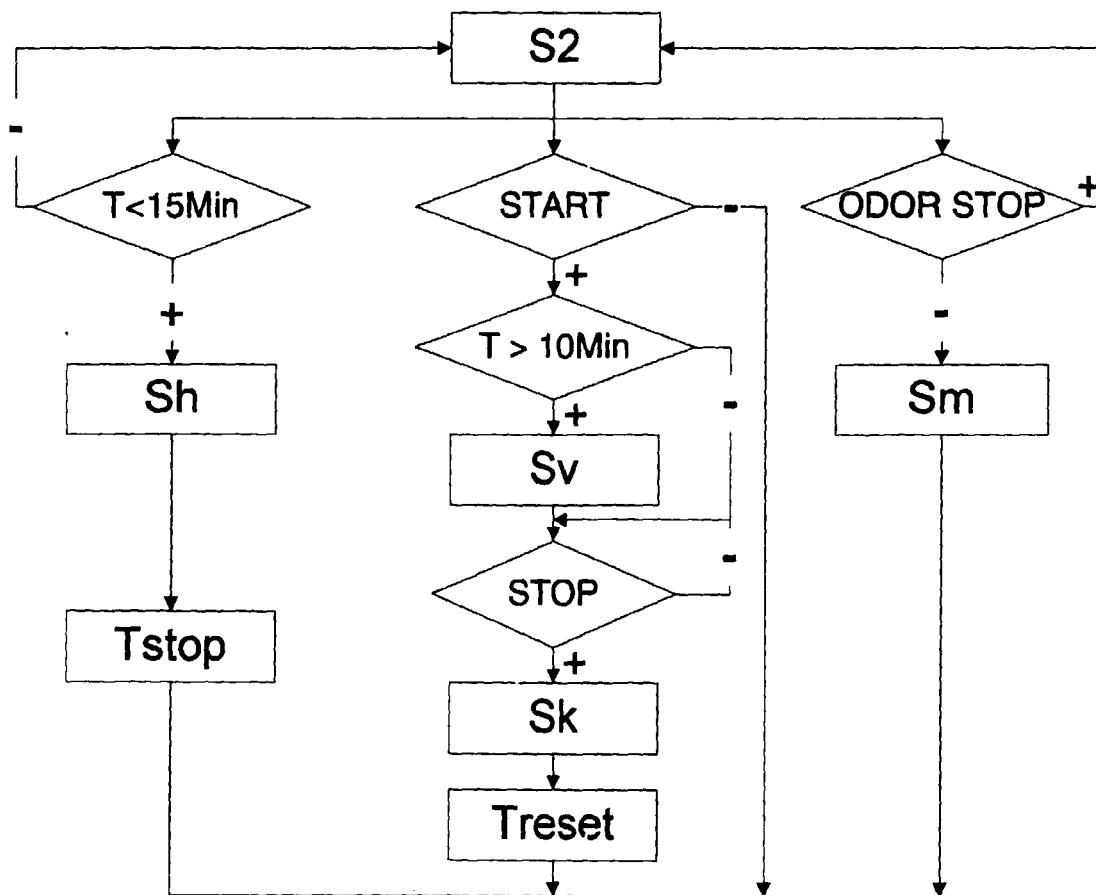 S2
-
T<15Min
START
-
ODOR STOP
+
+
+
-
T > 10Min
-
Sh
+
Sm
Sv
-
STOP
Tstop
+
Sk
Treset